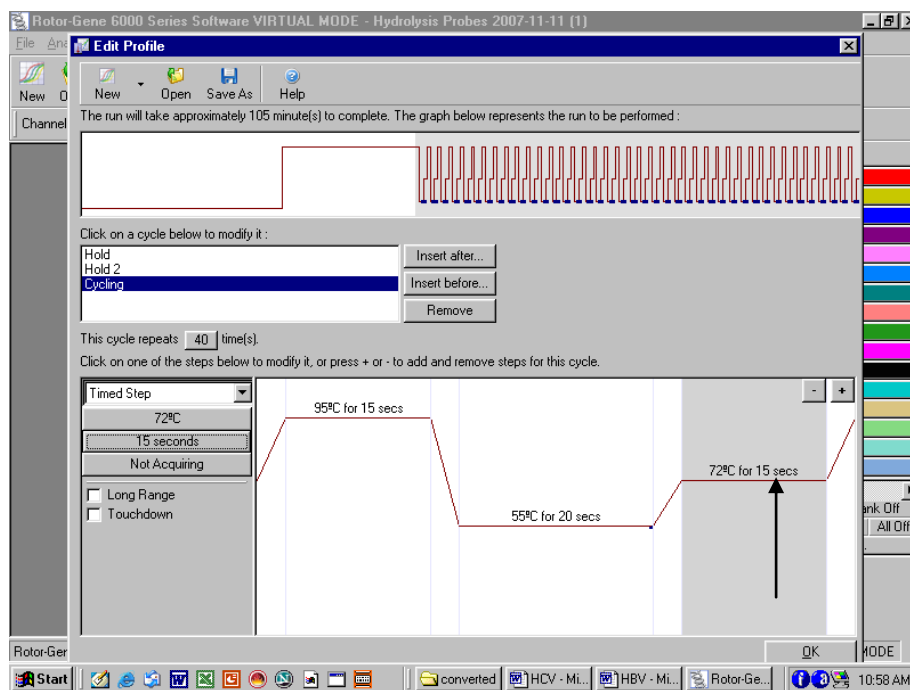 Rotor-Gene 6000 Series Software VIRTUAL MODE - Hydrolysis Probes 2007-11-11 (1)
File
Edit Profile
New
New
Open
Save As
Help
Channel
The run will take approximately 105 minute(s) to complete. The graph below represents the run to be performed :
Click on a cycle below to modify it :
Hold
Hold 2
Cycling
Insert after...
Insert before...
Remove
This cycle repeats 40 time(s).
Click on one of the steps below to modify it, or press + or - to add and remove steps for this cycle.
Timed Step
72ºC
15 seconds
Not Acquiring
Long Range
Touchdown
- +
95ºC for 15 secs
72ºC for 15 secs
55ºC for 20 secs
ank Off
All Off
OK
Rotor-Ger
MODE
Start
converted
HCV - Mi...
HBV - Mi...
Rotor-Ge...
10:58 AM